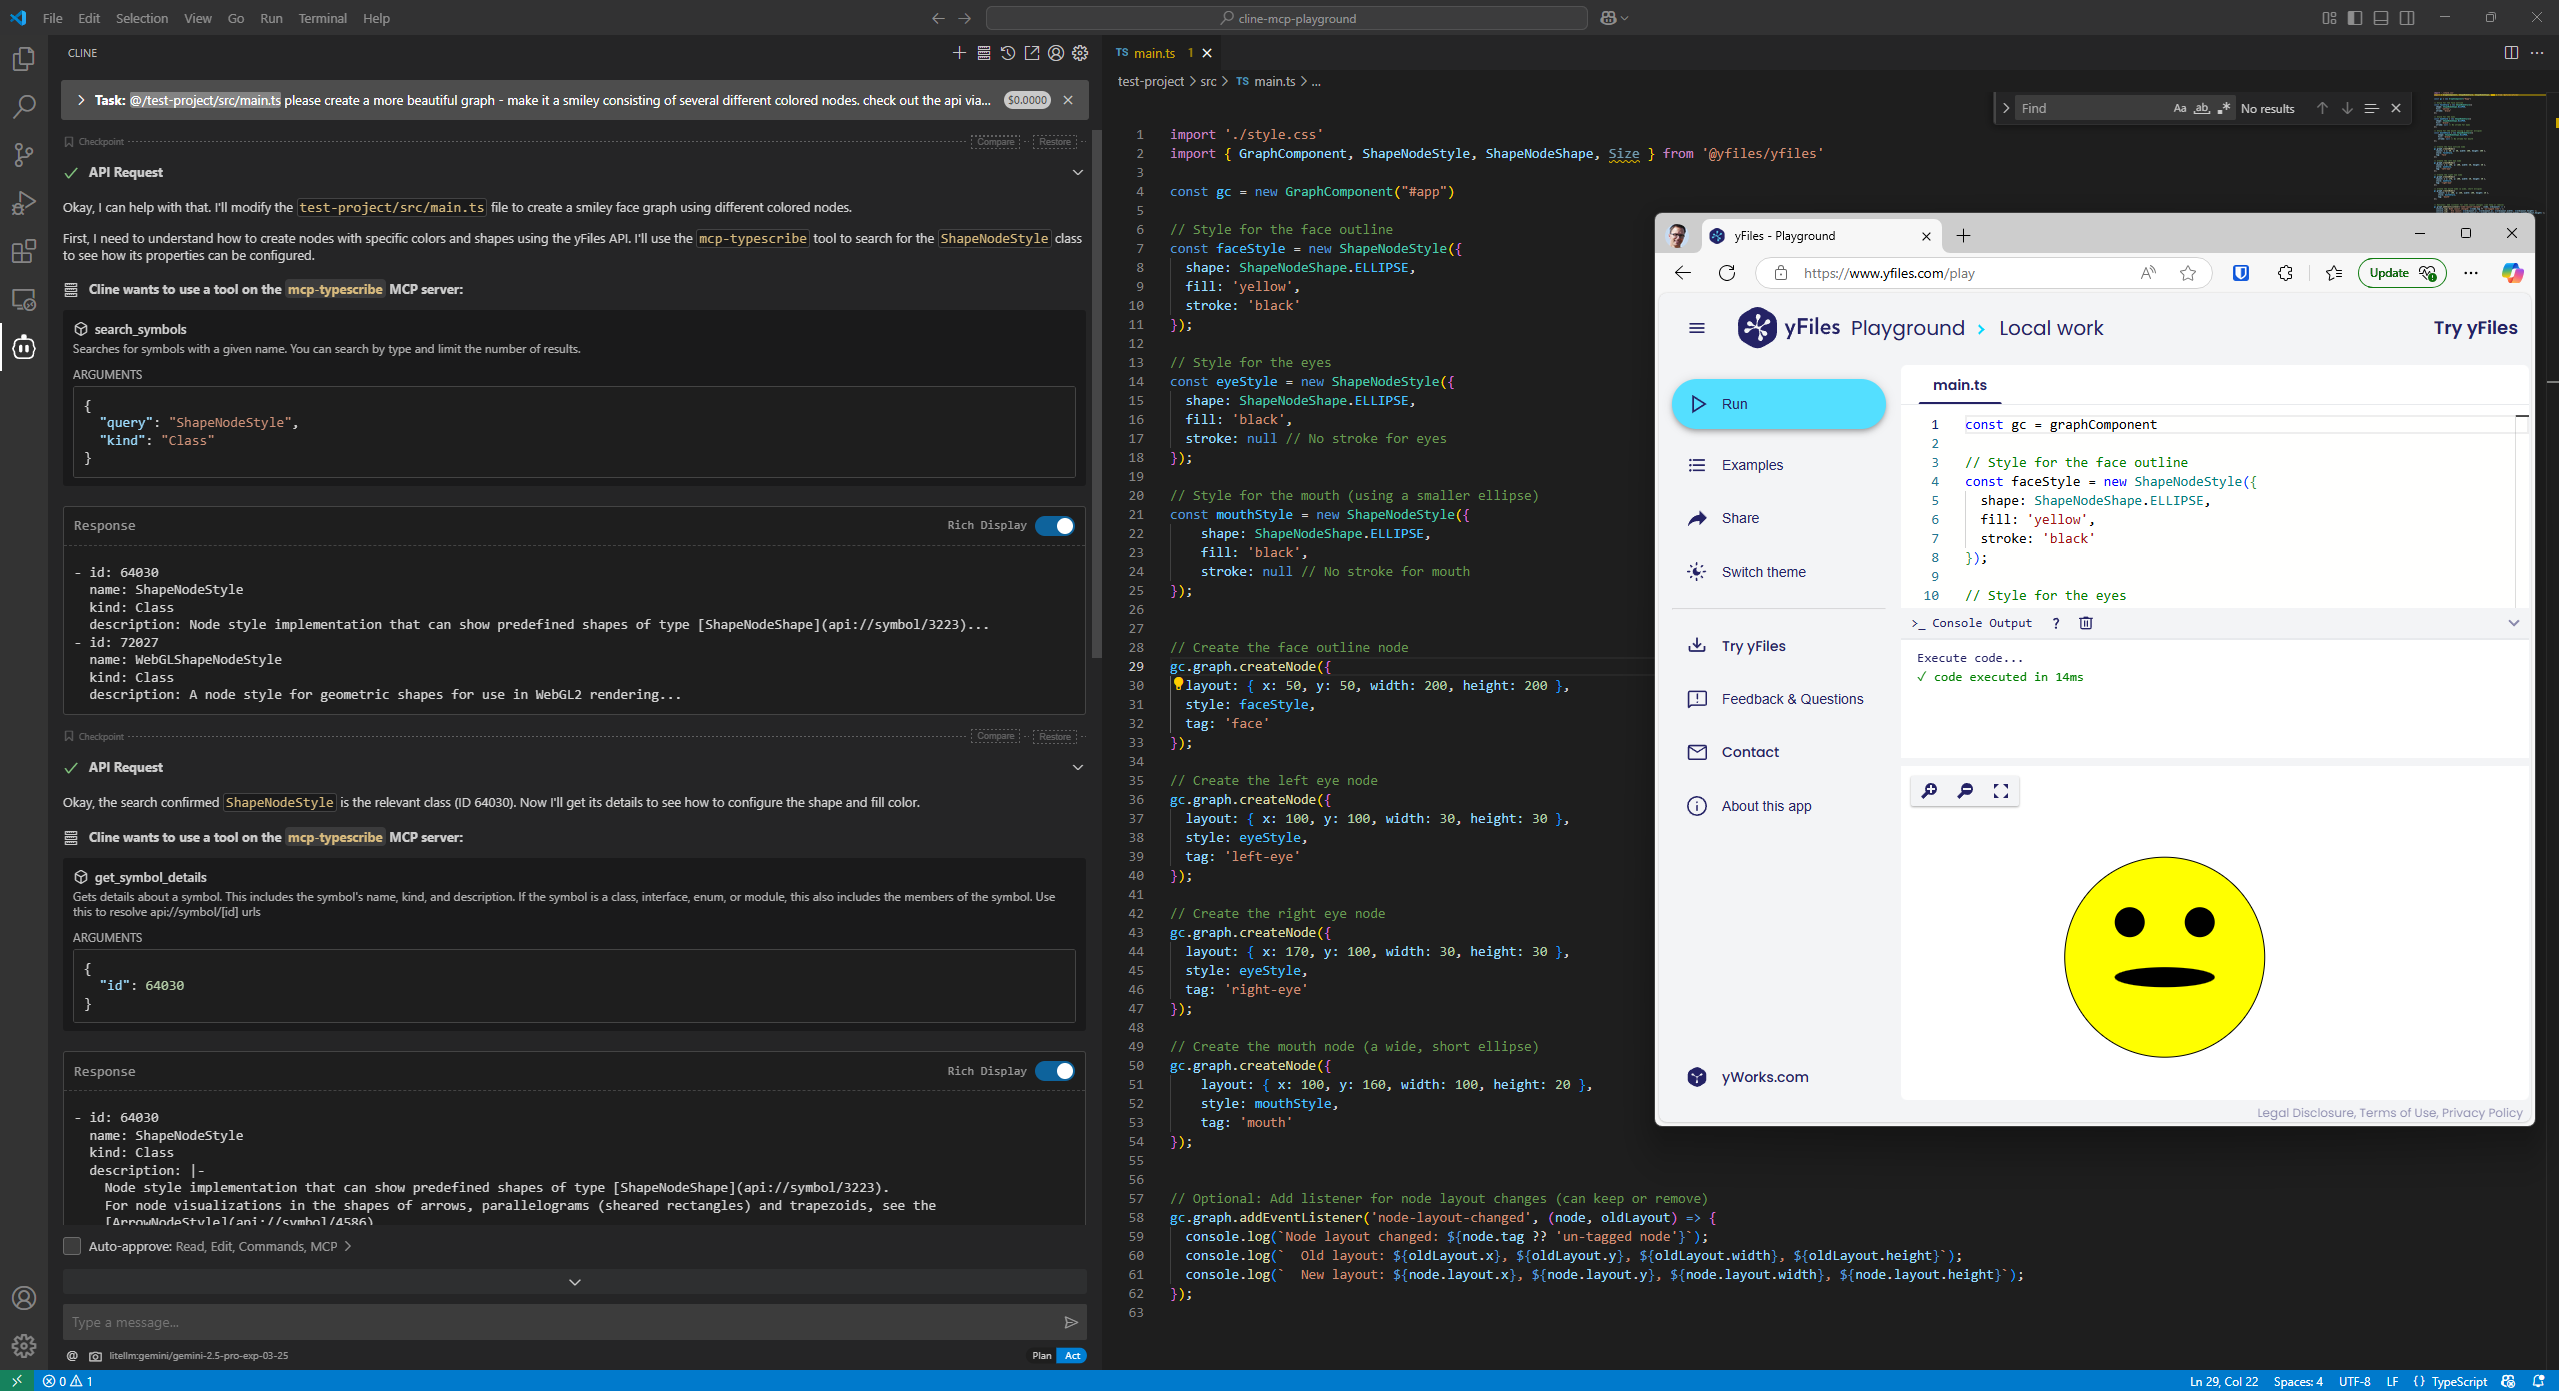 File Edit Selection View Go Run Terminal Help
cline-mcp-playground
CLINE
Task: @/test-project/src/main.ts please create a more beautiful graph - make it a smiley consisting of several different colored nodes. check out the api via...
$0.0000
Checkpoint
Compare
Restore
API Request
Okay, I can help with that. I'll modify the test-project/src/main.ts file to create a smiley face graph using different colored nodes.
First, I need to understand how to create nodes with specific colors and shapes using the yFiles API. I'll use the mcp-typescribe tool to search for the ShapeNodeStyle class
to see how its properties can be configured.
Cline wants to use a tool on the mcp-typescribe MCP server:
search_symbols
Searches for symbols with a given name. You can search by type and limit the number of results.
ARGUMENTS
{
"query": "ShapeNodeStyle",
"kind": "Class"
}
Response
Rich Display
- id: 64030
name: ShapeNodeStyle
kind: Class
description: Node style implementation that can show predefined shapes of type [ShapeNodeShape](api://symbol/3223)...
- id: 72027
name: WebGLShapeNodeStyle
kind: Class
description: A node style for geometric shapes for use in WebGL2 rendering...
Checkpoint
Compare
Restore
API Request
Okay, the search confirmed ShapeNodeStyle is the relevant class (ID 64030). Now I'll get its details to see how to configure the shape and fill color.
Cline wants to use a tool on the mcp-typescribe MCP server:
get_symbol_details
Gets details about a symbol. This includes the symbol's name, kind, and description. If the symbol is a class, interface, enum, or module, this also includes the members of the symbol. Use
this to resolve api://symbol/[id] urls
ARGUMENTS
{
"id": 64030
}
Response
Rich Display
- id: 64030
name: ShapeNodeStyle
kind: Class
description: |-
Node style implementation that can show predefined shapes of type [ShapeNodeShape](api://symbol/3223).
For node visualizations in the shapes of arrows, parallelograms (sheared rectangles) and trapezoids, see the
[ArrowNodeStyle](api://symbol/4586)
Auto-approve: Read, Edit, Commands, MCP
Type a message...
@
litellm:gemini/gemini-2.5-pro-exp-03-25
Plan Act
TS main.ts 1
test-project > src > TS main.ts > ...
Find
Aa ab .*
No results
1 import './style.css'
2 import { GraphComponent, ShapeNodeStyle, ShapeNodeShape, Size } from '@yfiles/yfiles'
3
4 const gc = new GraphComponent("#app")
5
6 // Style for the face outline
7 const faceStyle = new ShapeNodeStyle({
8 shape: ShapeNodeShape.ELLIPSE,
9 fill: 'yellow',
10 stroke: 'black'
11 });
12
13 // Style for the eyes
14 const eyeStyle = new ShapeNodeStyle({
15 shape: ShapeNodeShape.ELLIPSE,
16 fill: 'black',
17 stroke: null // No stroke for eyes
18 });
19
20 // Style for the mouth (using a smaller ellipse)
21 const mouthStyle = new ShapeNodeStyle({
22 shape: ShapeNodeShape.ELLIPSE,
23 fill: 'black',
24 stroke: null // No stroke for mouth
25 });
26
27
28 // Create the face outline node
29 gc.graph.createNode({
30 layout: { x: 50, y: 50, width: 200, height: 200 },
31 style: faceStyle,
32 tag: 'face'
33 });
34
35 // Create the left eye node
36 gc.graph.createNode({
37 layout: { x: 100, y: 100, width: 30, height: 30 },
38 style: eyeStyle,
39 tag: 'left-eye'
40 });
41
42 // Create the right eye node
43 gc.graph.createNode({
44 layout: { x: 170, y: 100, width: 30, height: 30 },
45 style: eyeStyle,
46 tag: 'right-eye'
47 });
48
49 // Create the mouth node (a wide, short ellipse)
50 gc.graph.createNode({
51 layout: { x: 100, y: 160, width: 100, height: 20 },
52 style: mouthStyle,
53 tag: 'mouth'
54 });
55
56
57 // Optional: Add listener for node layout changes (can keep or remove)
58 gc.graph.addEventListener('node-layout-changed', (node, oldLayout) => {
59 console.log(`Node layout changed: ${node.tag ?? 'un-tagged node'}`);
60 console.log(`  Old layout: ${oldLayout.x}, ${oldLayout.y}, ${oldLayout.width}, ${oldLayout.height}`);
61 console.log(`  New layout: ${node.layout.x}, ${node.layout.y}, ${node.layout.width}, ${node.layout.height}`);
62 });
63
yFiles - Playground
https://www.yfiles.com/play
Update
yFiles Playground > Local work
Try yFiles
Run
Examples
Share
Switch theme
Try yFiles
Feedback & Questions
Contact
About this app
yWorks.com
main.ts
1 const gc = graphComponent
2
3 // Style for the face outline
4 const faceStyle = new ShapeNodeStyle({
5 shape: ShapeNodeShape.ELLIPSE,
6 fill: 'yellow',
7 stroke: 'black'
8 });
9
10 // Style for the eyes
>_ Console Output ?
Execute code...
✓ code executed in 14ms
Legal Disclosure, Terms of Use, Privacy Policy
0 1
Ln 29, Col 22 Spaces: 4 UTF-8 LF {} TypeScript